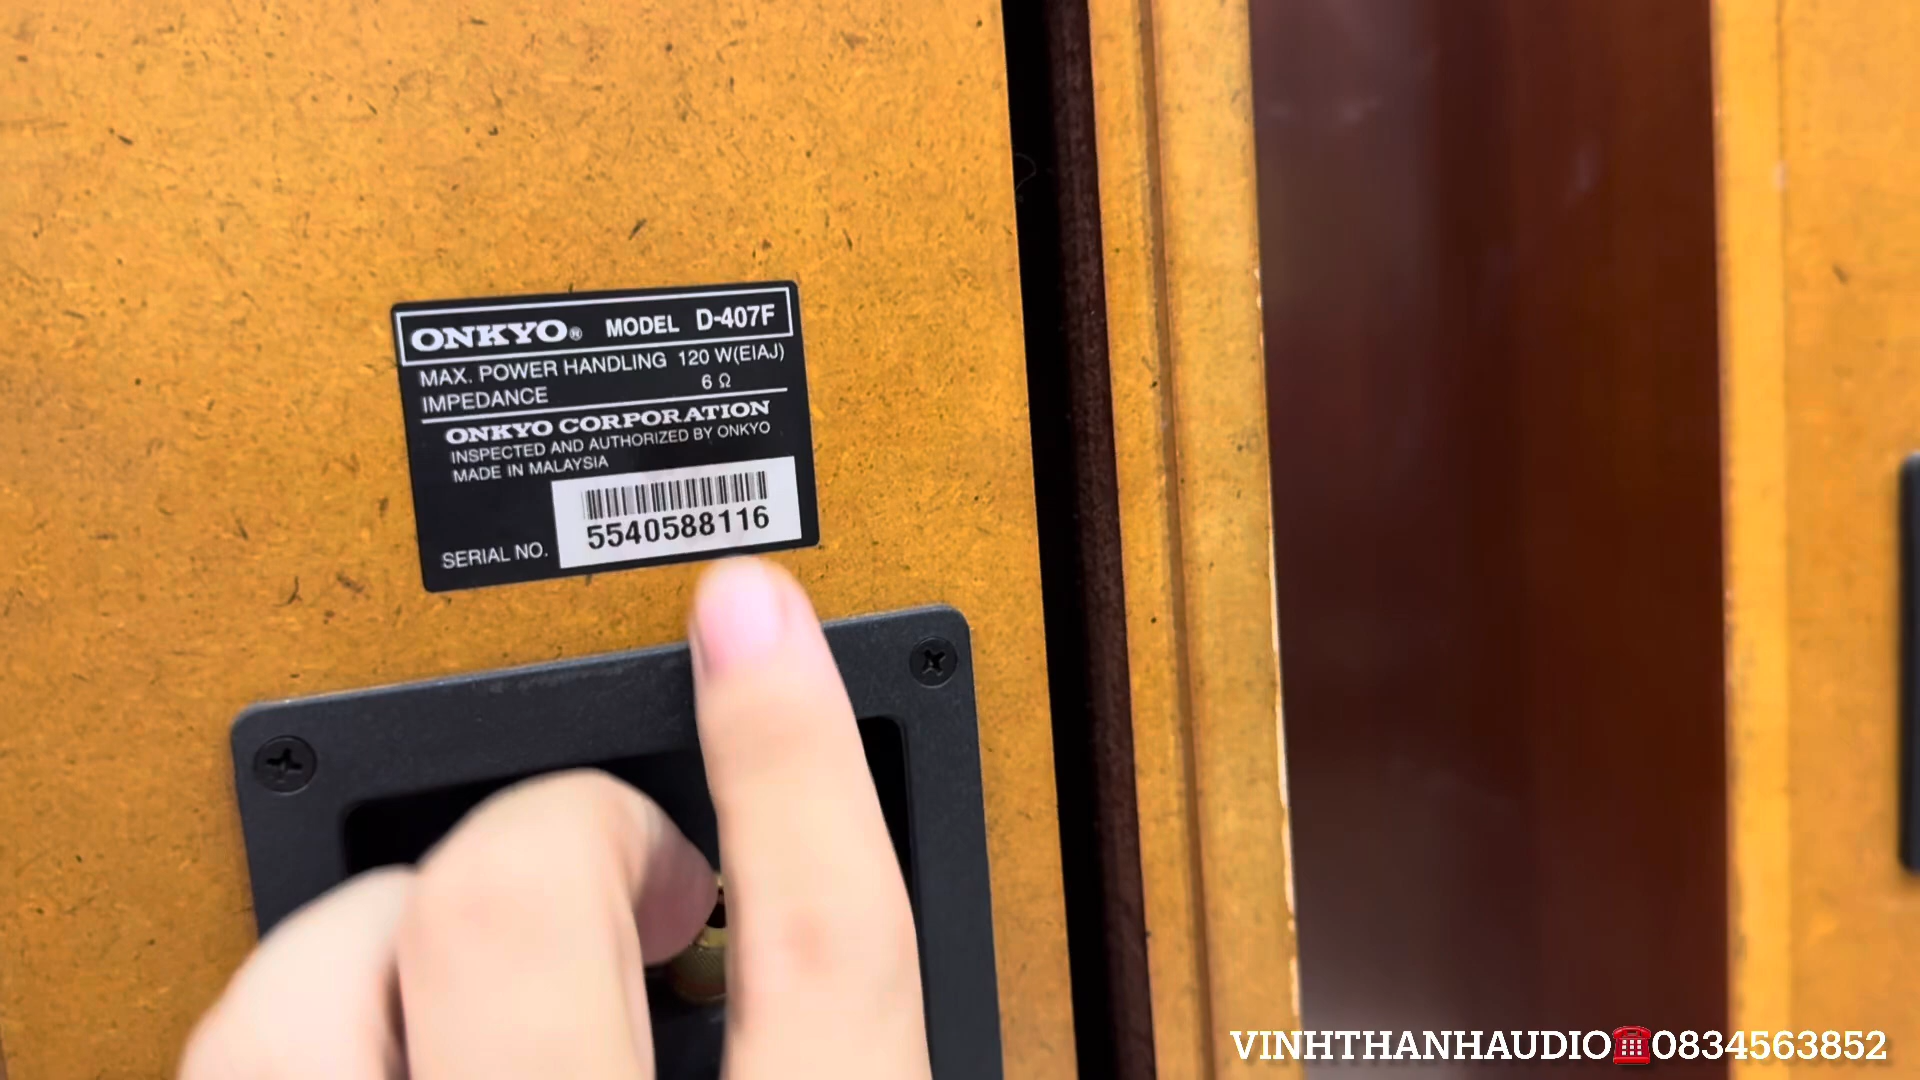 ONKYO® MODEL D-407F
MAX. POWER HANDLING 120 W(EIAJ)
IMPEDANCE 6 Ω
ONKYO CORPORATION
INSPECTED AND AUTHORIZED BY ONKYO
MADE IN MALAYSIA
5540588116
SERIAL NO.
VINHTHANHAUDIO☎️0834563852